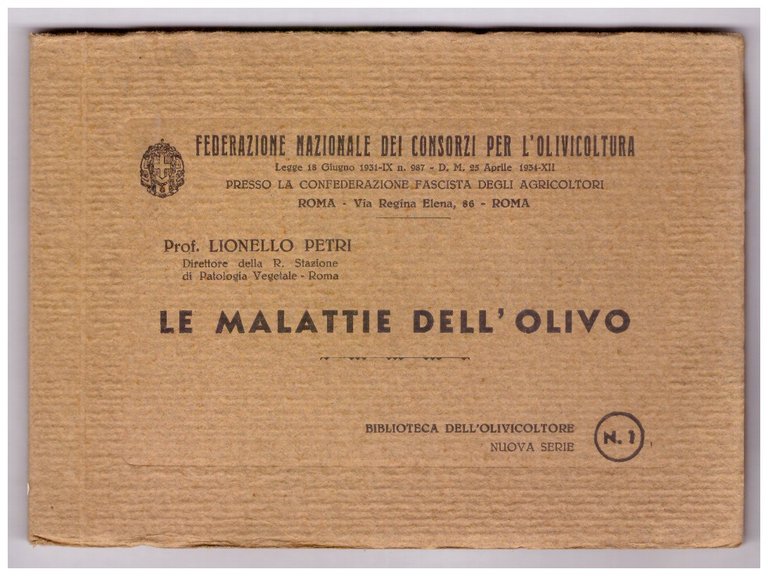 FEDERAZIONE NAZIONALE DEI CONSORZI PER L'OLIVICOLTURA
Legge 18 Giugno 1931-IX n. 987 - D. M. 25 Aprile 1934-XII
PRESSO LA CONFEDERAZIONE FASCISTA DEGLI AGRICOLTORI
ROMA - Via Regina Elena, 86 - ROMA
Prof. LIONELLO PETRI
Direttore della R. Stazione
di Patologia Vegetale - Roma
LE MALATTIE DELL'OLIVO
BIBLIOTECA DELL'OLIVICOLTORE
NUOVA SERIE
N. 1